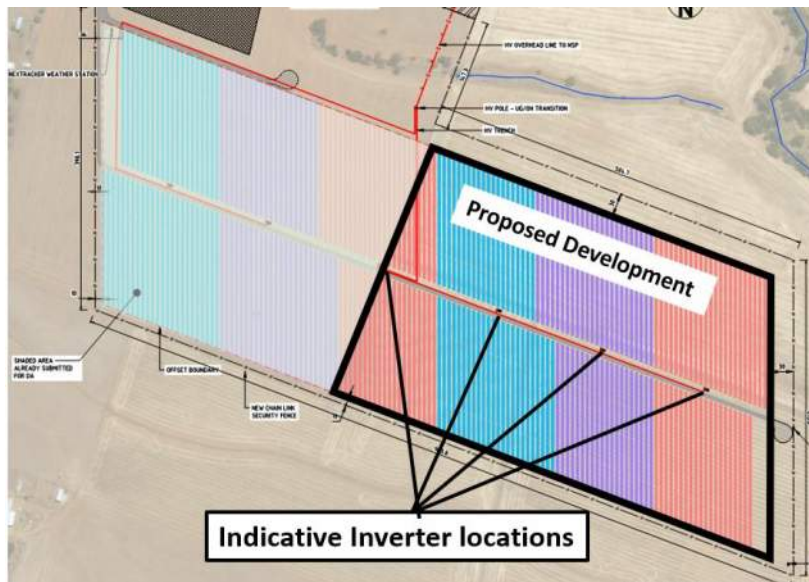 N
HV OVERHEAD LINE TO NSP
NEXTRACKER WEATHER STATION
HV POLE - UG/OH TRANSITION
HV TRENCH
Proposed Development
SHADED AREA
ALREADY SUBMITTED
FOR DA
OFFSET BOUNDARY
NEW CHAIN LINK
SECURITY FENCE
Indicative Inverter locations